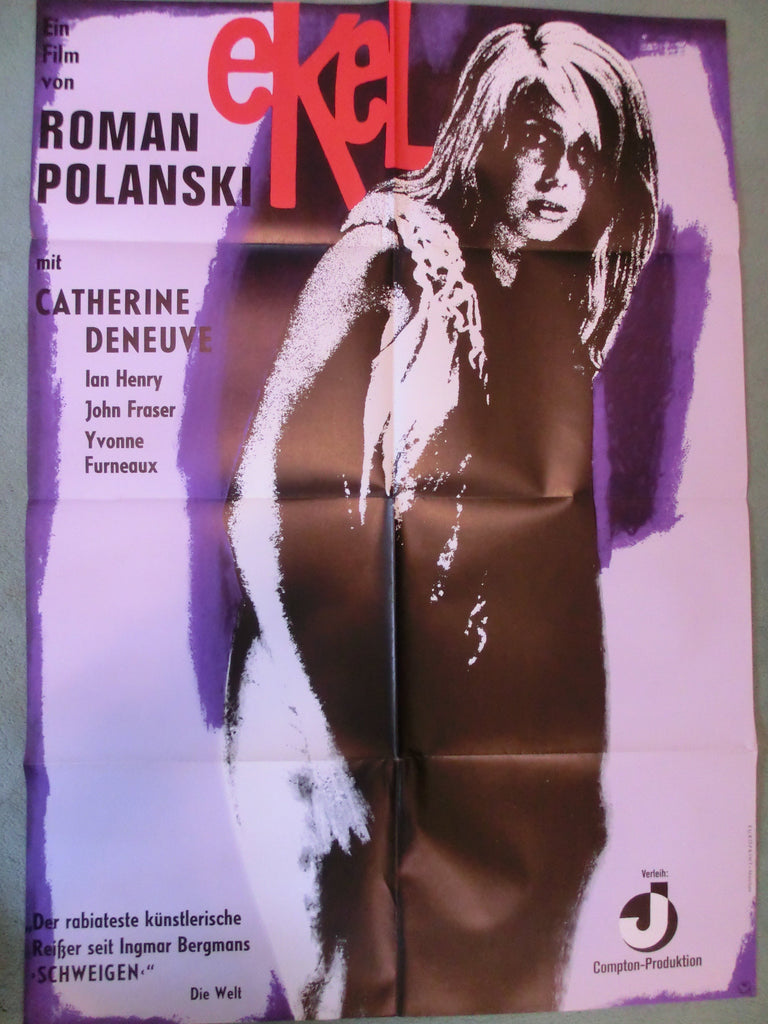 Ein
Film
von
ekel
ROMAN
POLANSKI
mit
CATHERINE
DENEUVE
Ian Henry
John Fraser
Yvonne
Furneaux
„Der rabiateste künstlerische
Reißer seit Ingmar Bergmans
›SCHWEIGEN‹“
Die Welt
Verleih:
J
Compton-Produktion